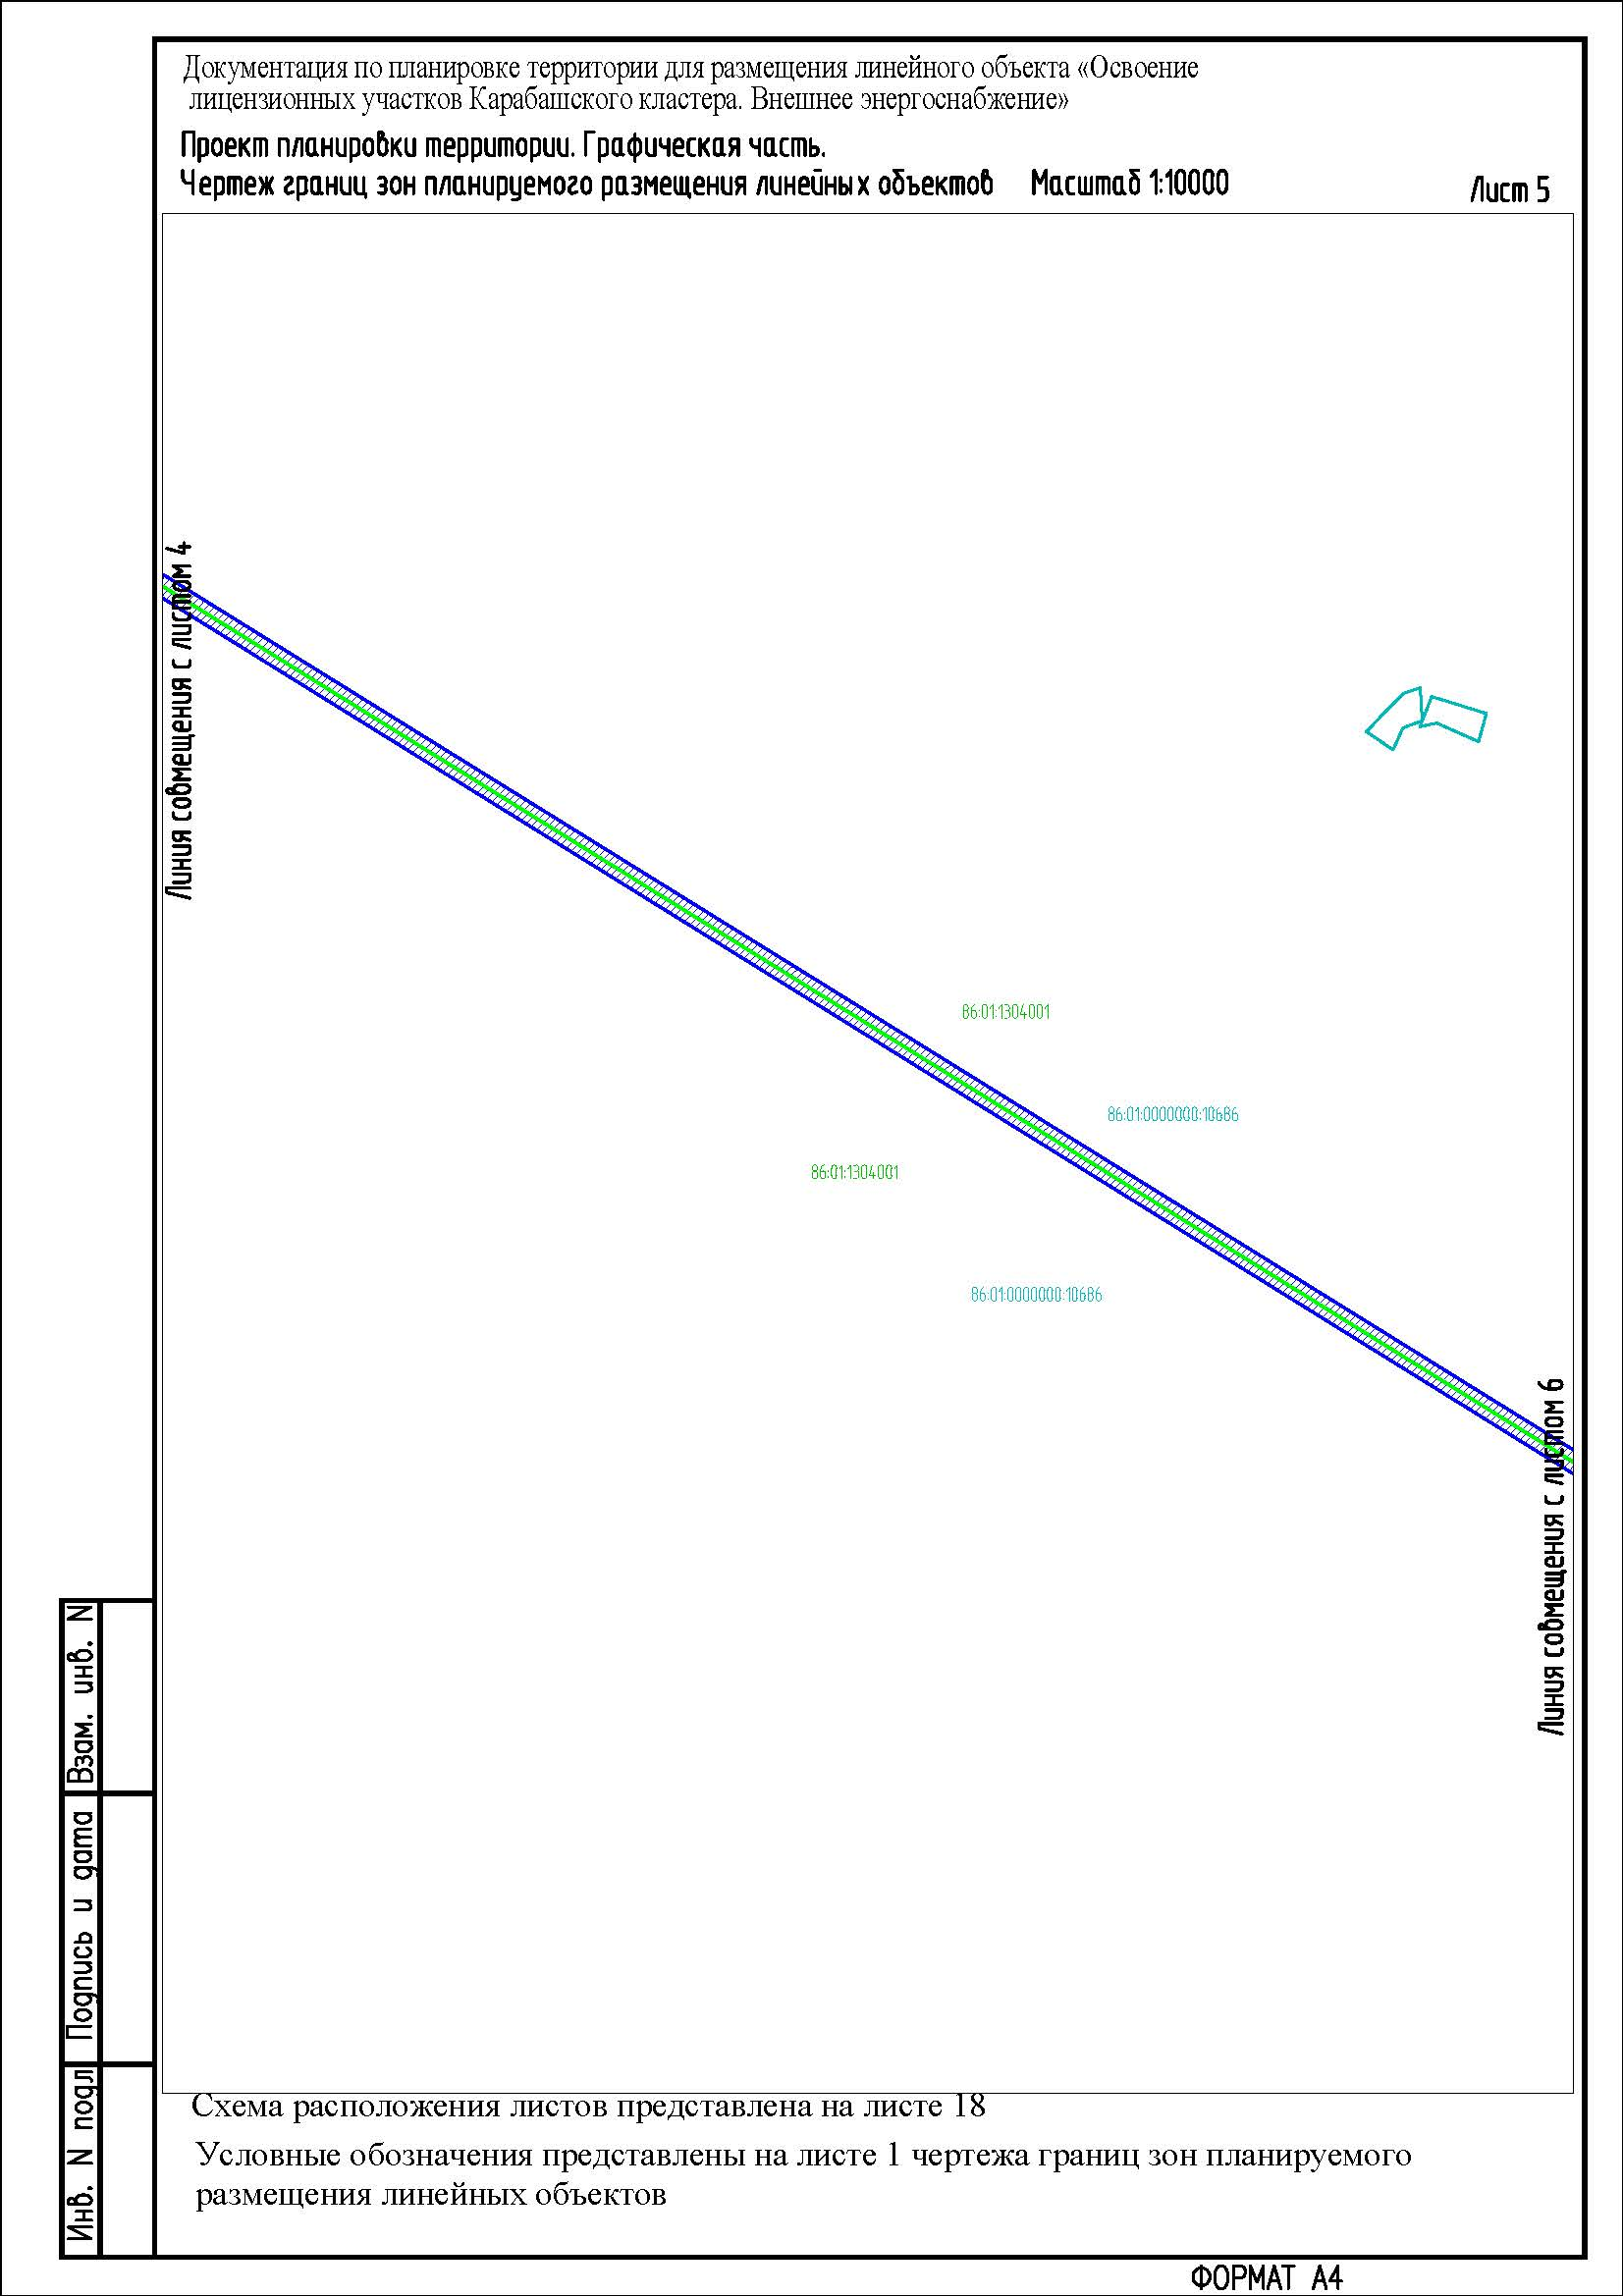 Документация по планировке территории для размещения линейного объекта «Освоение
лицензионных участков Карабашского кластера. Внешнее энергоснабжение»
Проект планировки территории. Графическая часть.
Чертеж границ зон планируемого размещения линейных объектов Масштаб 1:10000
Лист 5
Линия совмещения с листом 4
86:01:1304001
86:01:0000000:10686
86:01:1304001
86:01:0000000:10686
Линия совмещения с листом 6
Взам. инв. N
Подпись и дата
Инв. N подл
Схема расположения листов представлена на листе 18
Условные обозначения представлены на листе 1 чертежа границ зон планируемого
размещения линейных объектов
ФОРМАТ А4